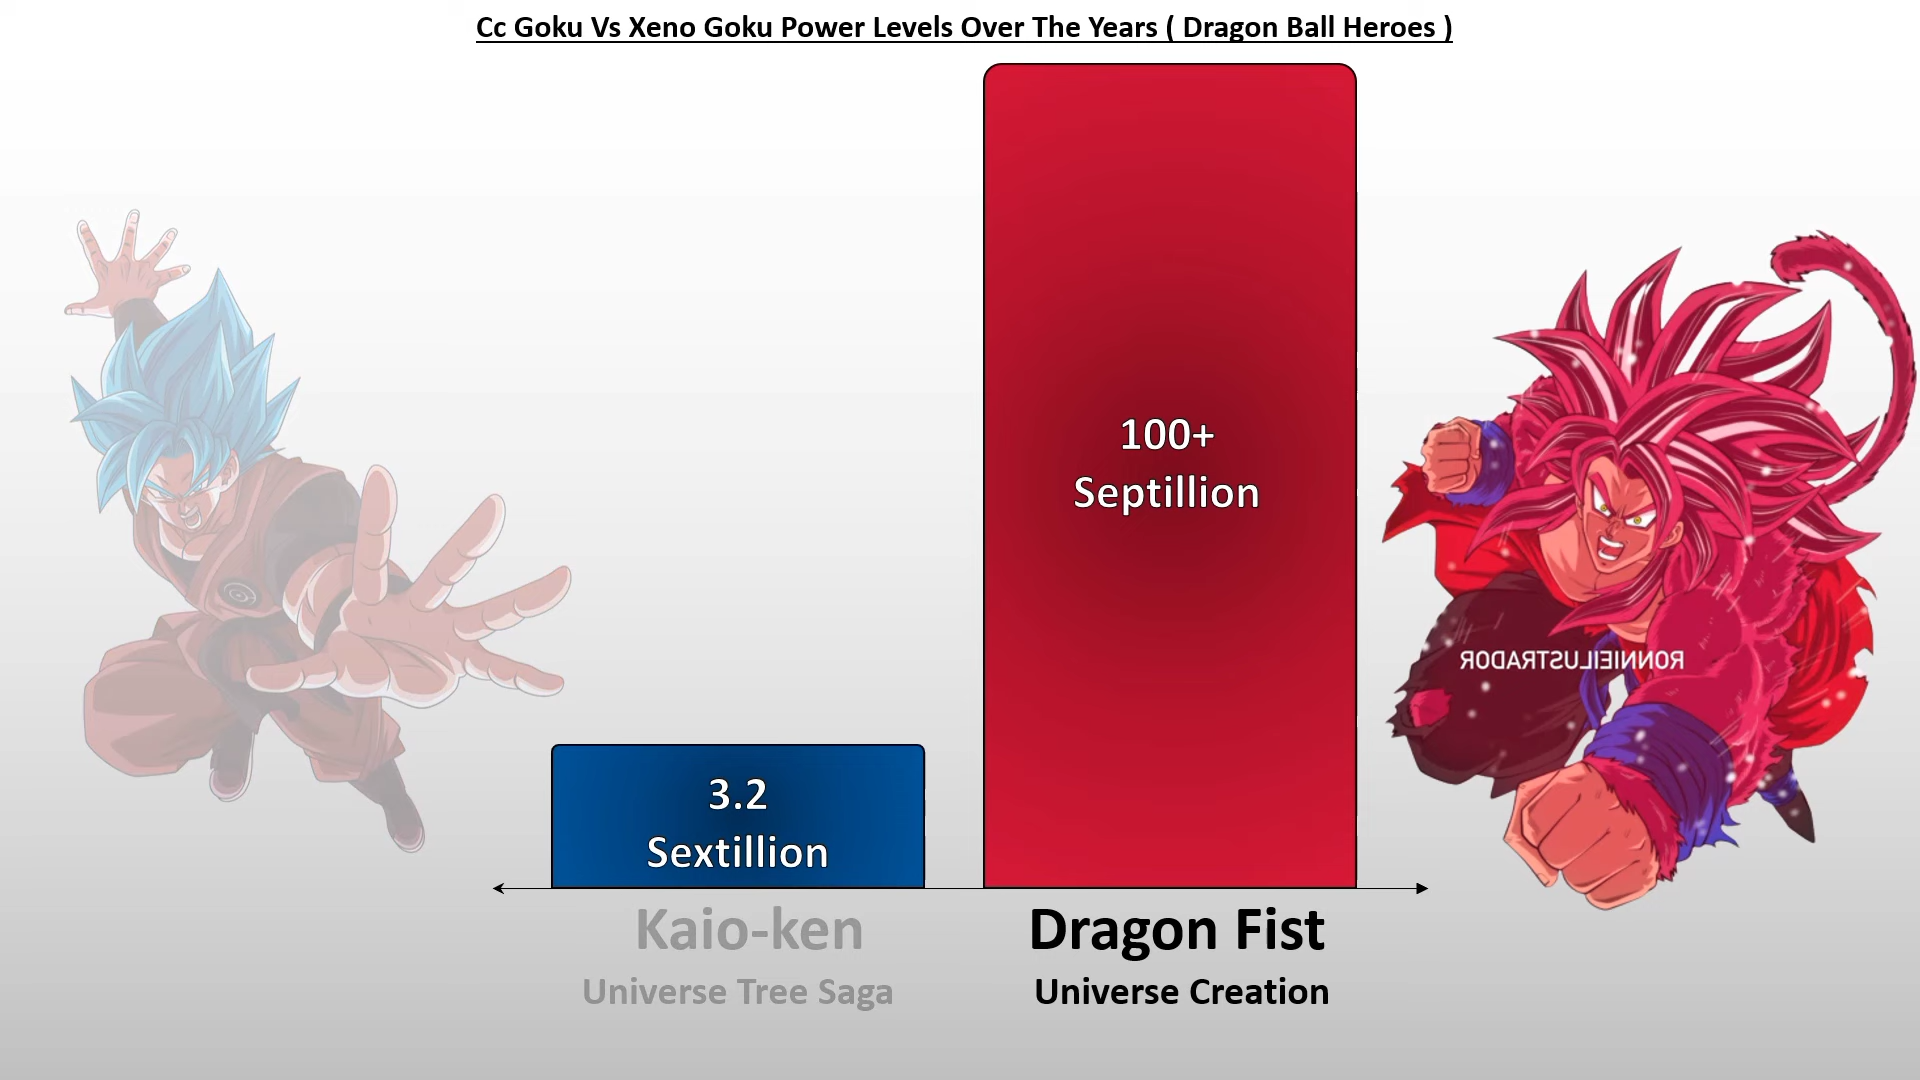 Cc Goku Vs Xeno Goku Power Levels Over The Years ( Dragon Ball Heroes )
100+
Septillion
RONNIEILUSTRADOR
3.2
Sextillion
Kaio-ken
Dragon Fist
Universe Tree Saga
Universe Creation